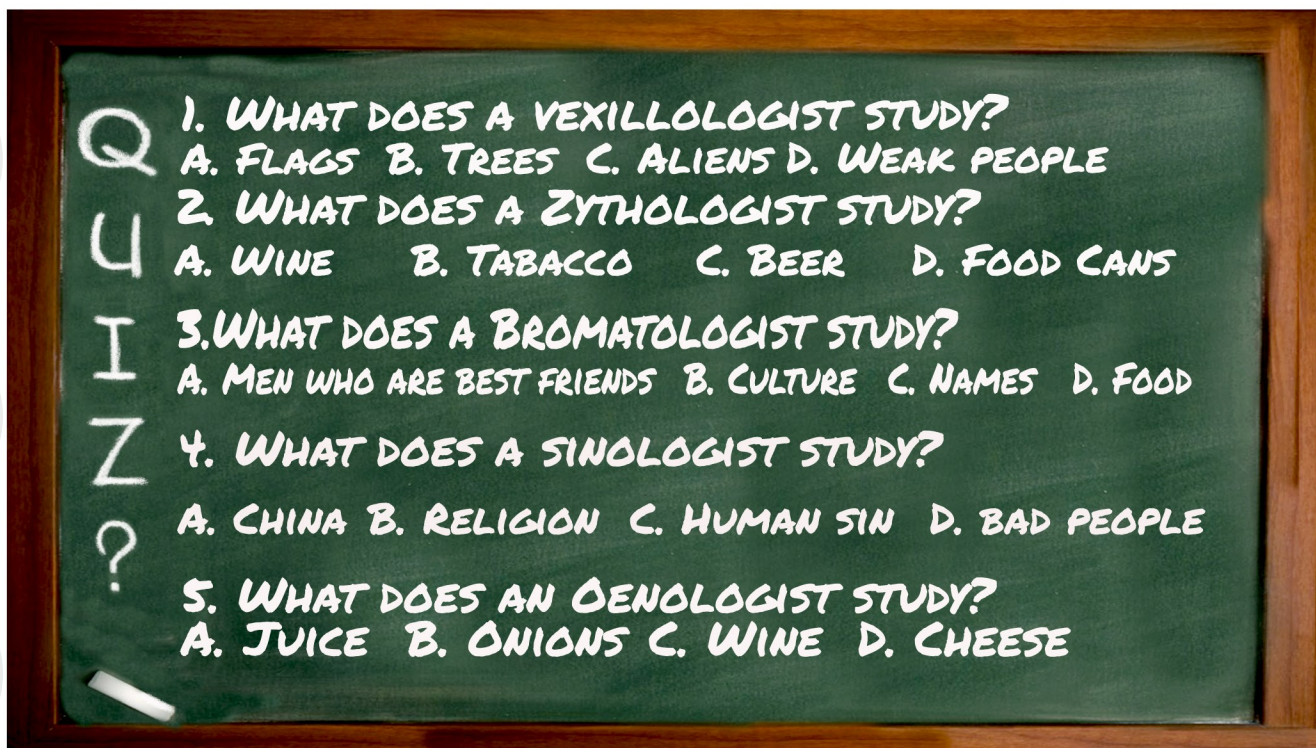 QUIZ?
1. WHAT DOES A VEXILLOLOGIST STUDY?
A. FLAGS B. TREES C. ALIENS D. WEAK PEOPLE
2. WHAT DOES A ZYTHOLOGIST STUDY?
A. WINE B. TABACCO C. BEER D. FOOD CANS
3.WHAT DOES A BROMATOLOGIST STUDY?
A. MEN WHO ARE BEST FRIENDS B. CULTURE C. NAMES D. FOOD
4. WHAT DOES A SINOLOGIST STUDY?
A. CHINA B. RELIGION C. HUMAN SIN D. BAD PEOPLE
5. WHAT DOES AN OENOLOGIST STUDY?
A. JUICE B. ONIONS C. WINE D. CHEESE